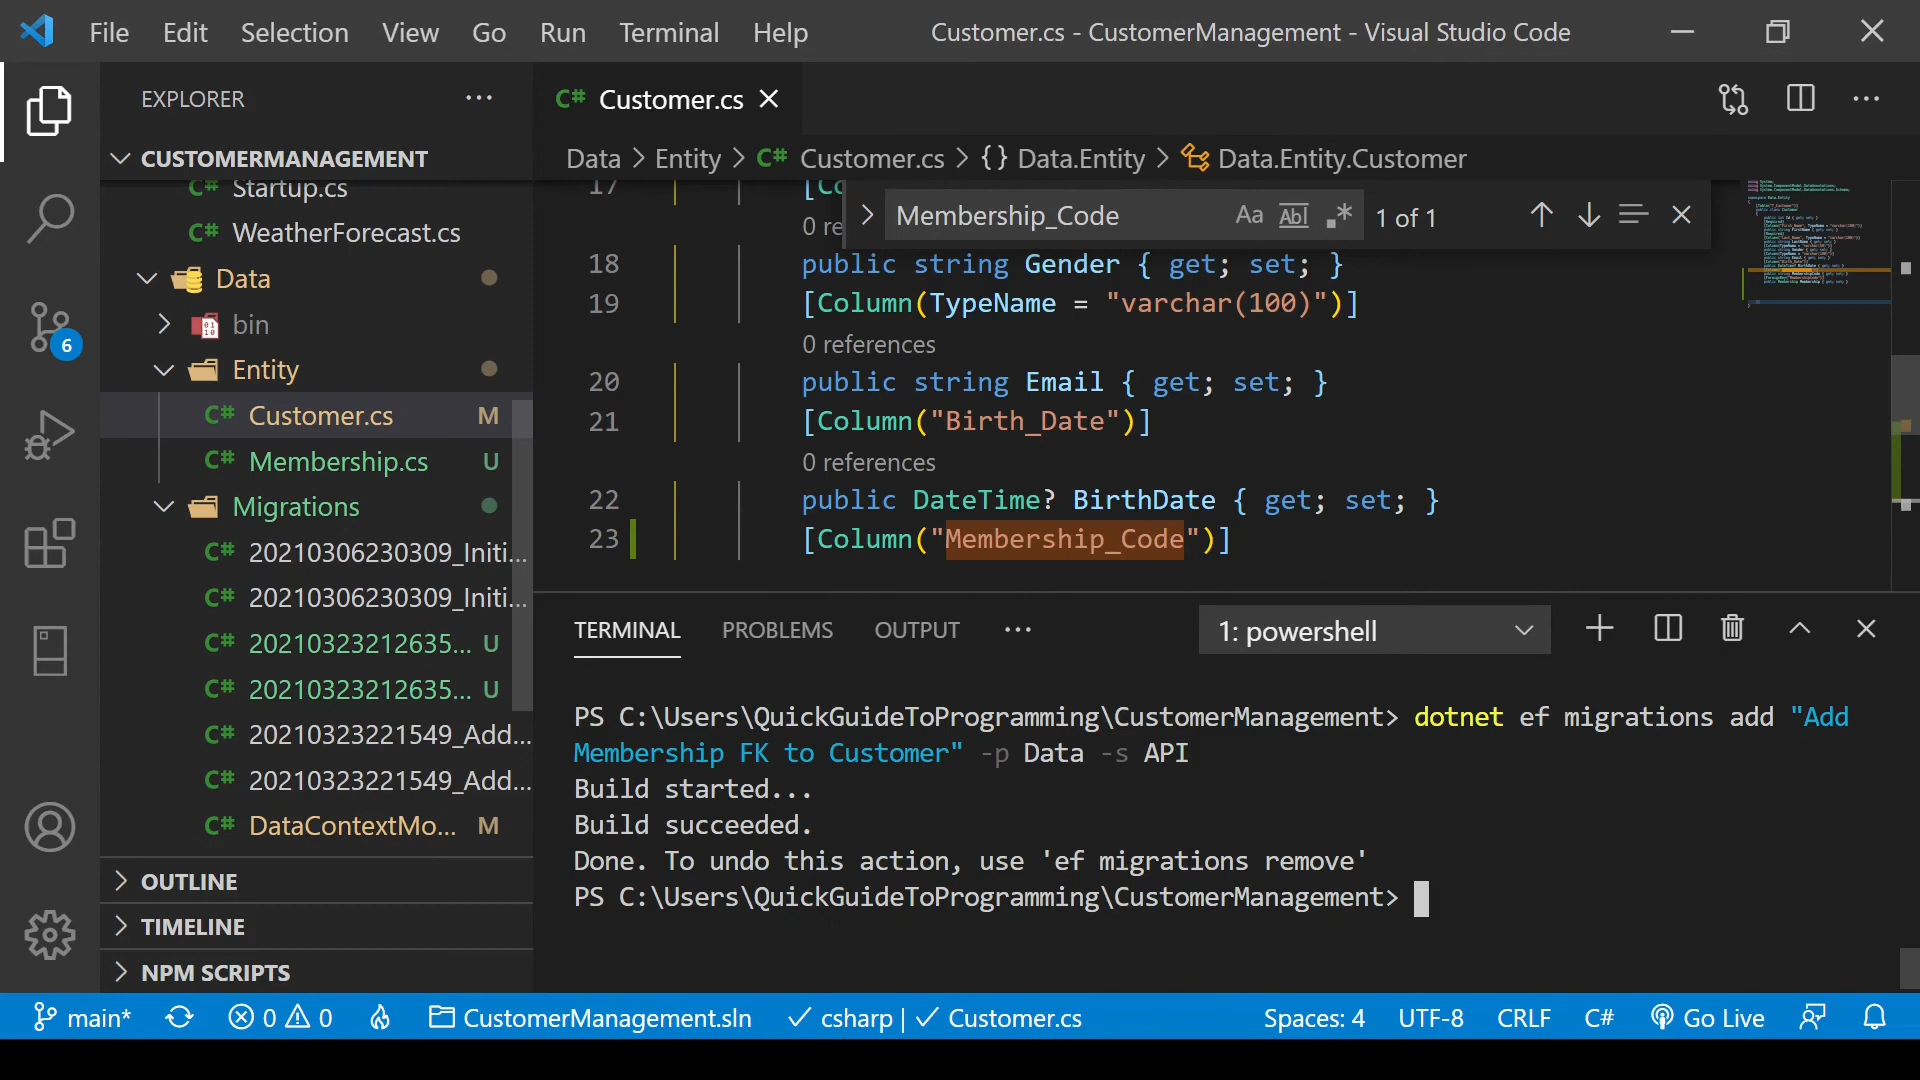 File Edit Selection View Go Run Terminal Help Customer.cs - CustomerManagement - Visual Studio Code
EXPLORER
CUSTOMERMANAGEMENT
Startup.cs
WeatherForecast.cs
Data
bin
Entity
Customer.cs M
Membership.cs U
Migrations
20210306230309_Initi...
20210306230309_Initi...
20210323212635... U
20210323212635... U
20210323221549_Add...
20210323221549_Add...
DataContextMo... M
OUTLINE
TIMELINE
NPM SCRIPTS
6
C# Customer.cs
Data > Entity > C# Customer.cs > {} Data.Entity > Data.Entity.Customer
Membership_Code Aa Abl .* 1 of 1
17 [Co
0 re
18 public string Gender { get; set; }
19 [Column(TypeName = "varchar(100)")]
0 references
20 public string Email { get; set; }
21 [Column("Birth_Date")]
0 references
22 public DateTime? BirthDate { get; set; }
23 [Column("Membership_Code")]
TERMINAL PROBLEMS OUTPUT ... 1: powershell
PS C:\Users\QuickGuideToProgramming\CustomerManagement> dotnet ef migrations add "Add
Membership FK to Customer" -p Data -s API
Build started...
Build succeeded.
Done. To undo this action, use 'ef migrations remove'
PS C:\Users\QuickGuideToProgramming\CustomerManagement>
main* 0 0 CustomerManagement.sln csharp | Customer.cs Spaces: 4 UTF-8 CRLF C# Go Live